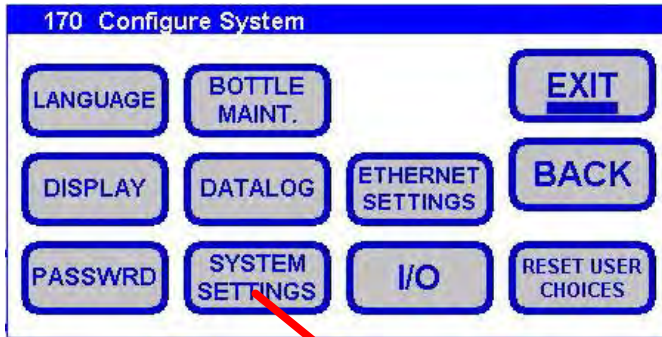 170 Configure System
LANGUAGE
BOTTLE
MAINT.
EXIT
DISPLAY
DATALOG
ETHERNET
SETTINGS
BACK
PASSWRD
SYSTEM
SETTINGS
I/O
RESET USER
CHOICES